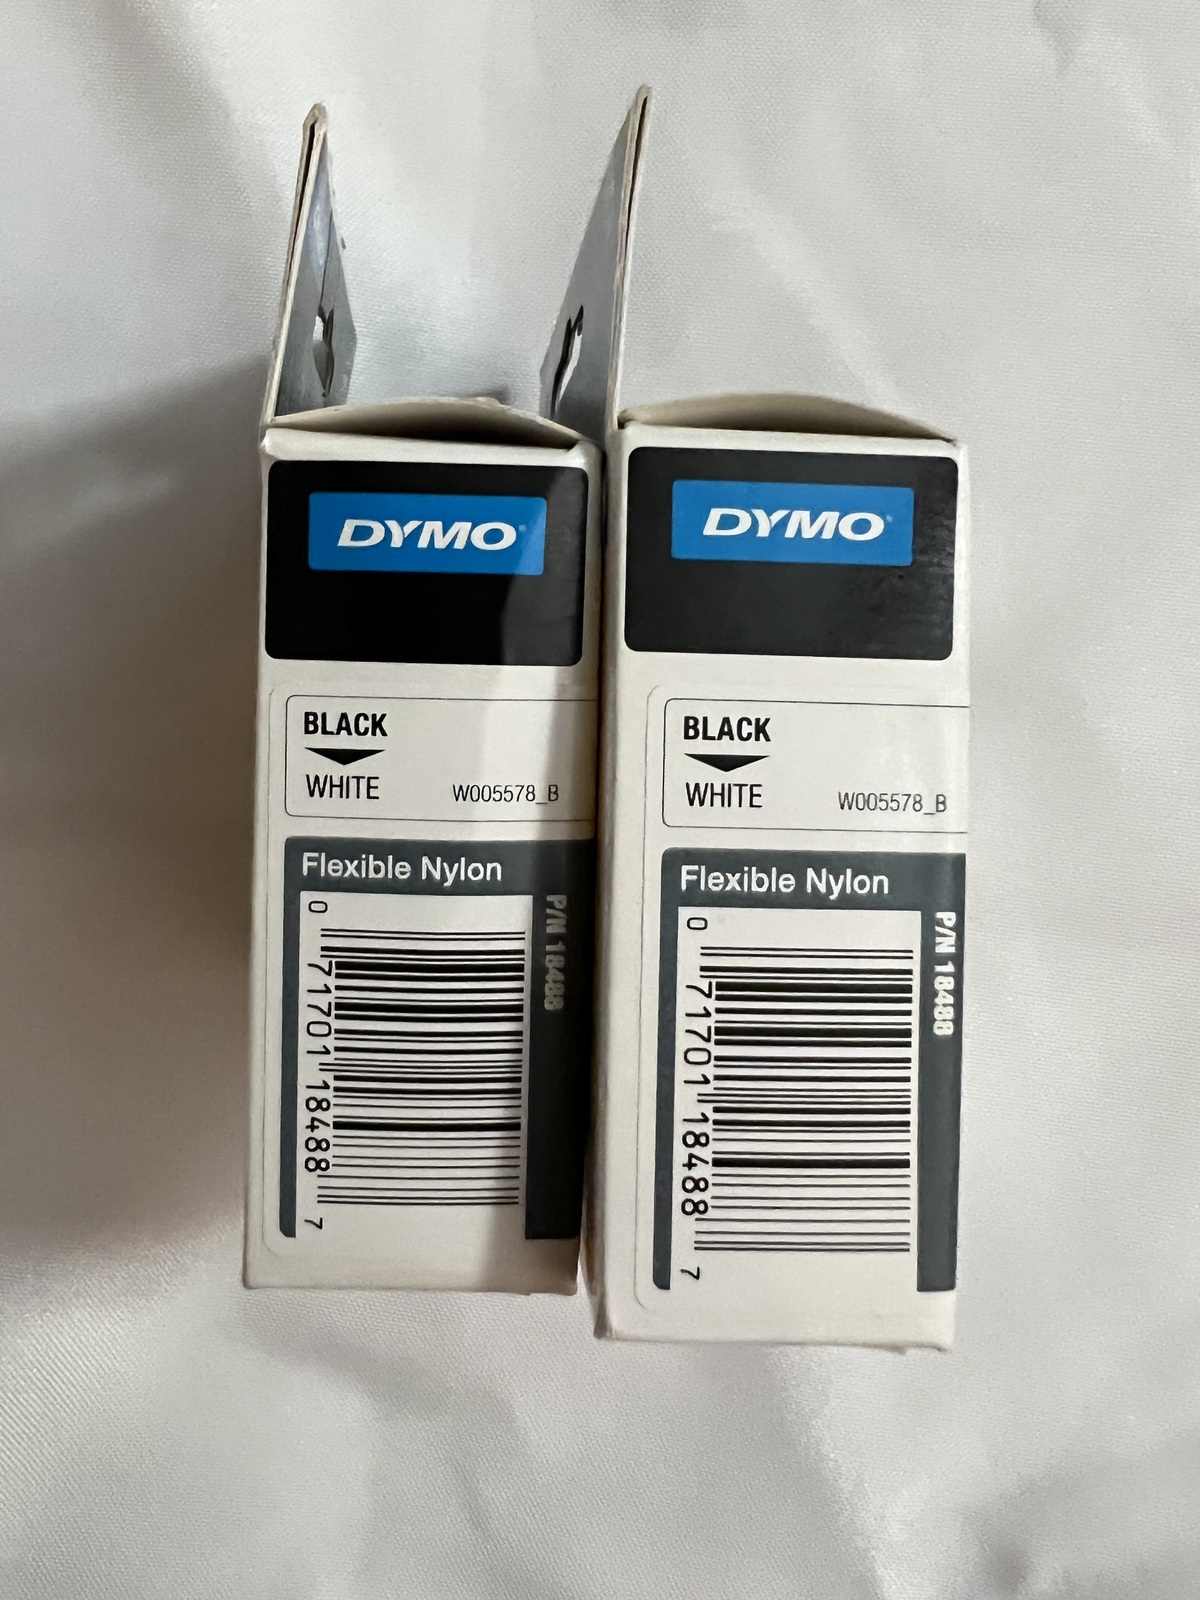 DYMO
BLACK
WHITE W005578_B
Flexible Nylon
P/N 18488
0 71701 18488 7
DYMO
BLACK
WHITE W005578_B
Flexible Nylon
P/N 18488
0 71701 18488 7